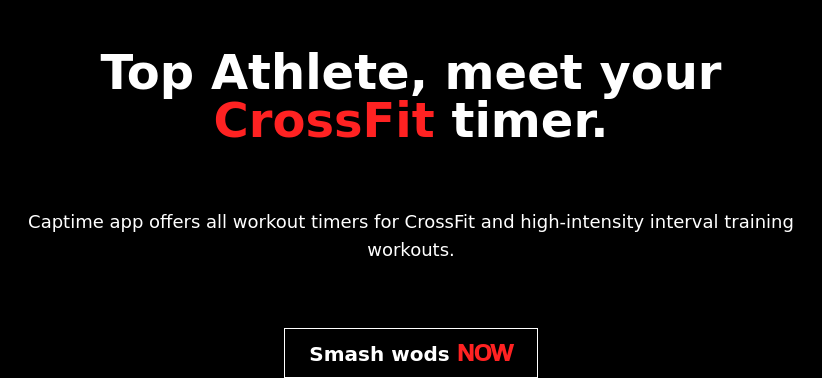 Top Athlete, meet your
CrossFit timer.
Captime app offers all workout timers for CrossFit and high-intensity interval training
workouts.
Smash wods NOW